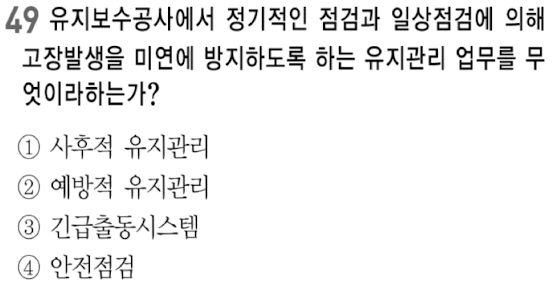 49 유지보수공사에서 정기적인 점검과 일상점검에 의해
고장발생을 미연에 방지하도록 하는 유지관리 업무를 무
엇이라하는가?
① 사후적 유지관리
② 예방적 유지관리
③ 긴급출동시스템
④ 안전점검